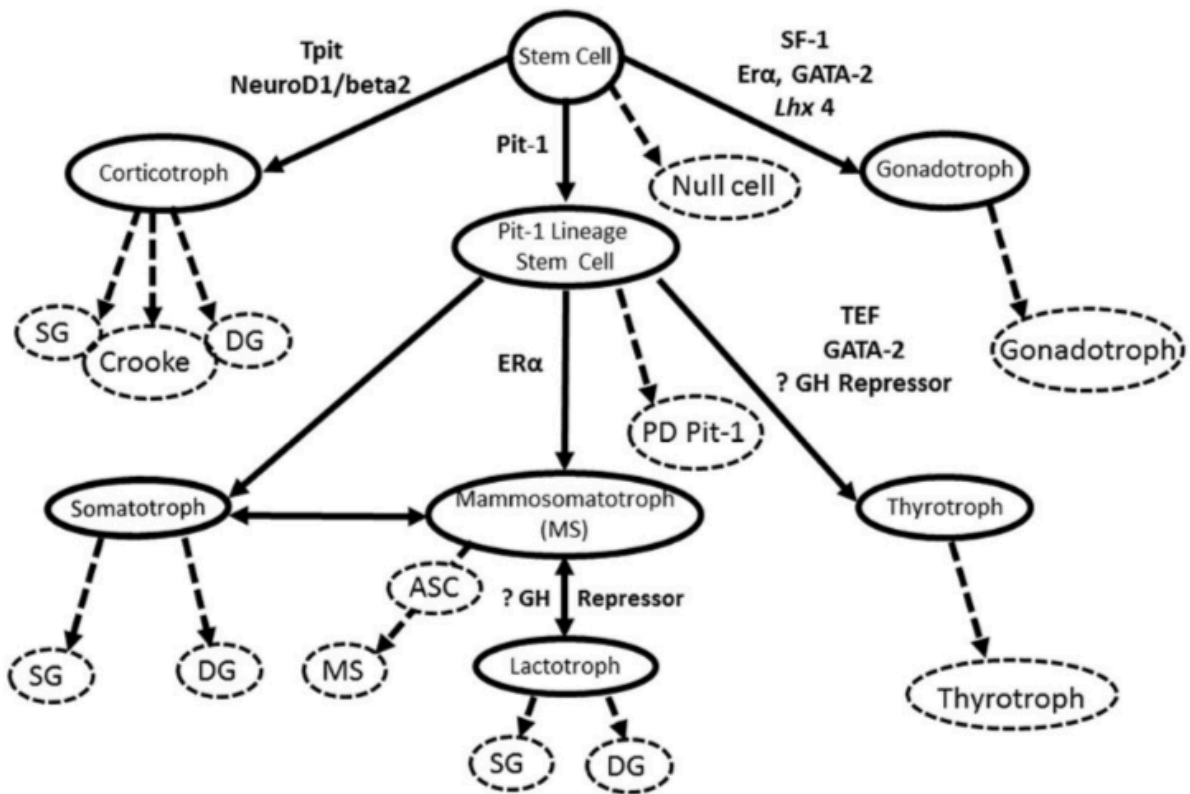 Stem Cell
Tpit
NeuroD1/beta2
SF-1
Erα, GATA-2
Lhx 4
Pit-1
Corticotroph
Null cell
Gonadotroph
Pit-1 Lineage
Stem Cell
SG
Crooke
DG
ERα
TEF
GATA-2
? GH Repressor
Gonadotroph
PD Pit-1
Somatotroph
Mammosomatotroph
(MS)
Thyrotroph
ASC
? GH Repressor
SG
DG
MS
Lactotroph
Thyrotroph
SG
DG